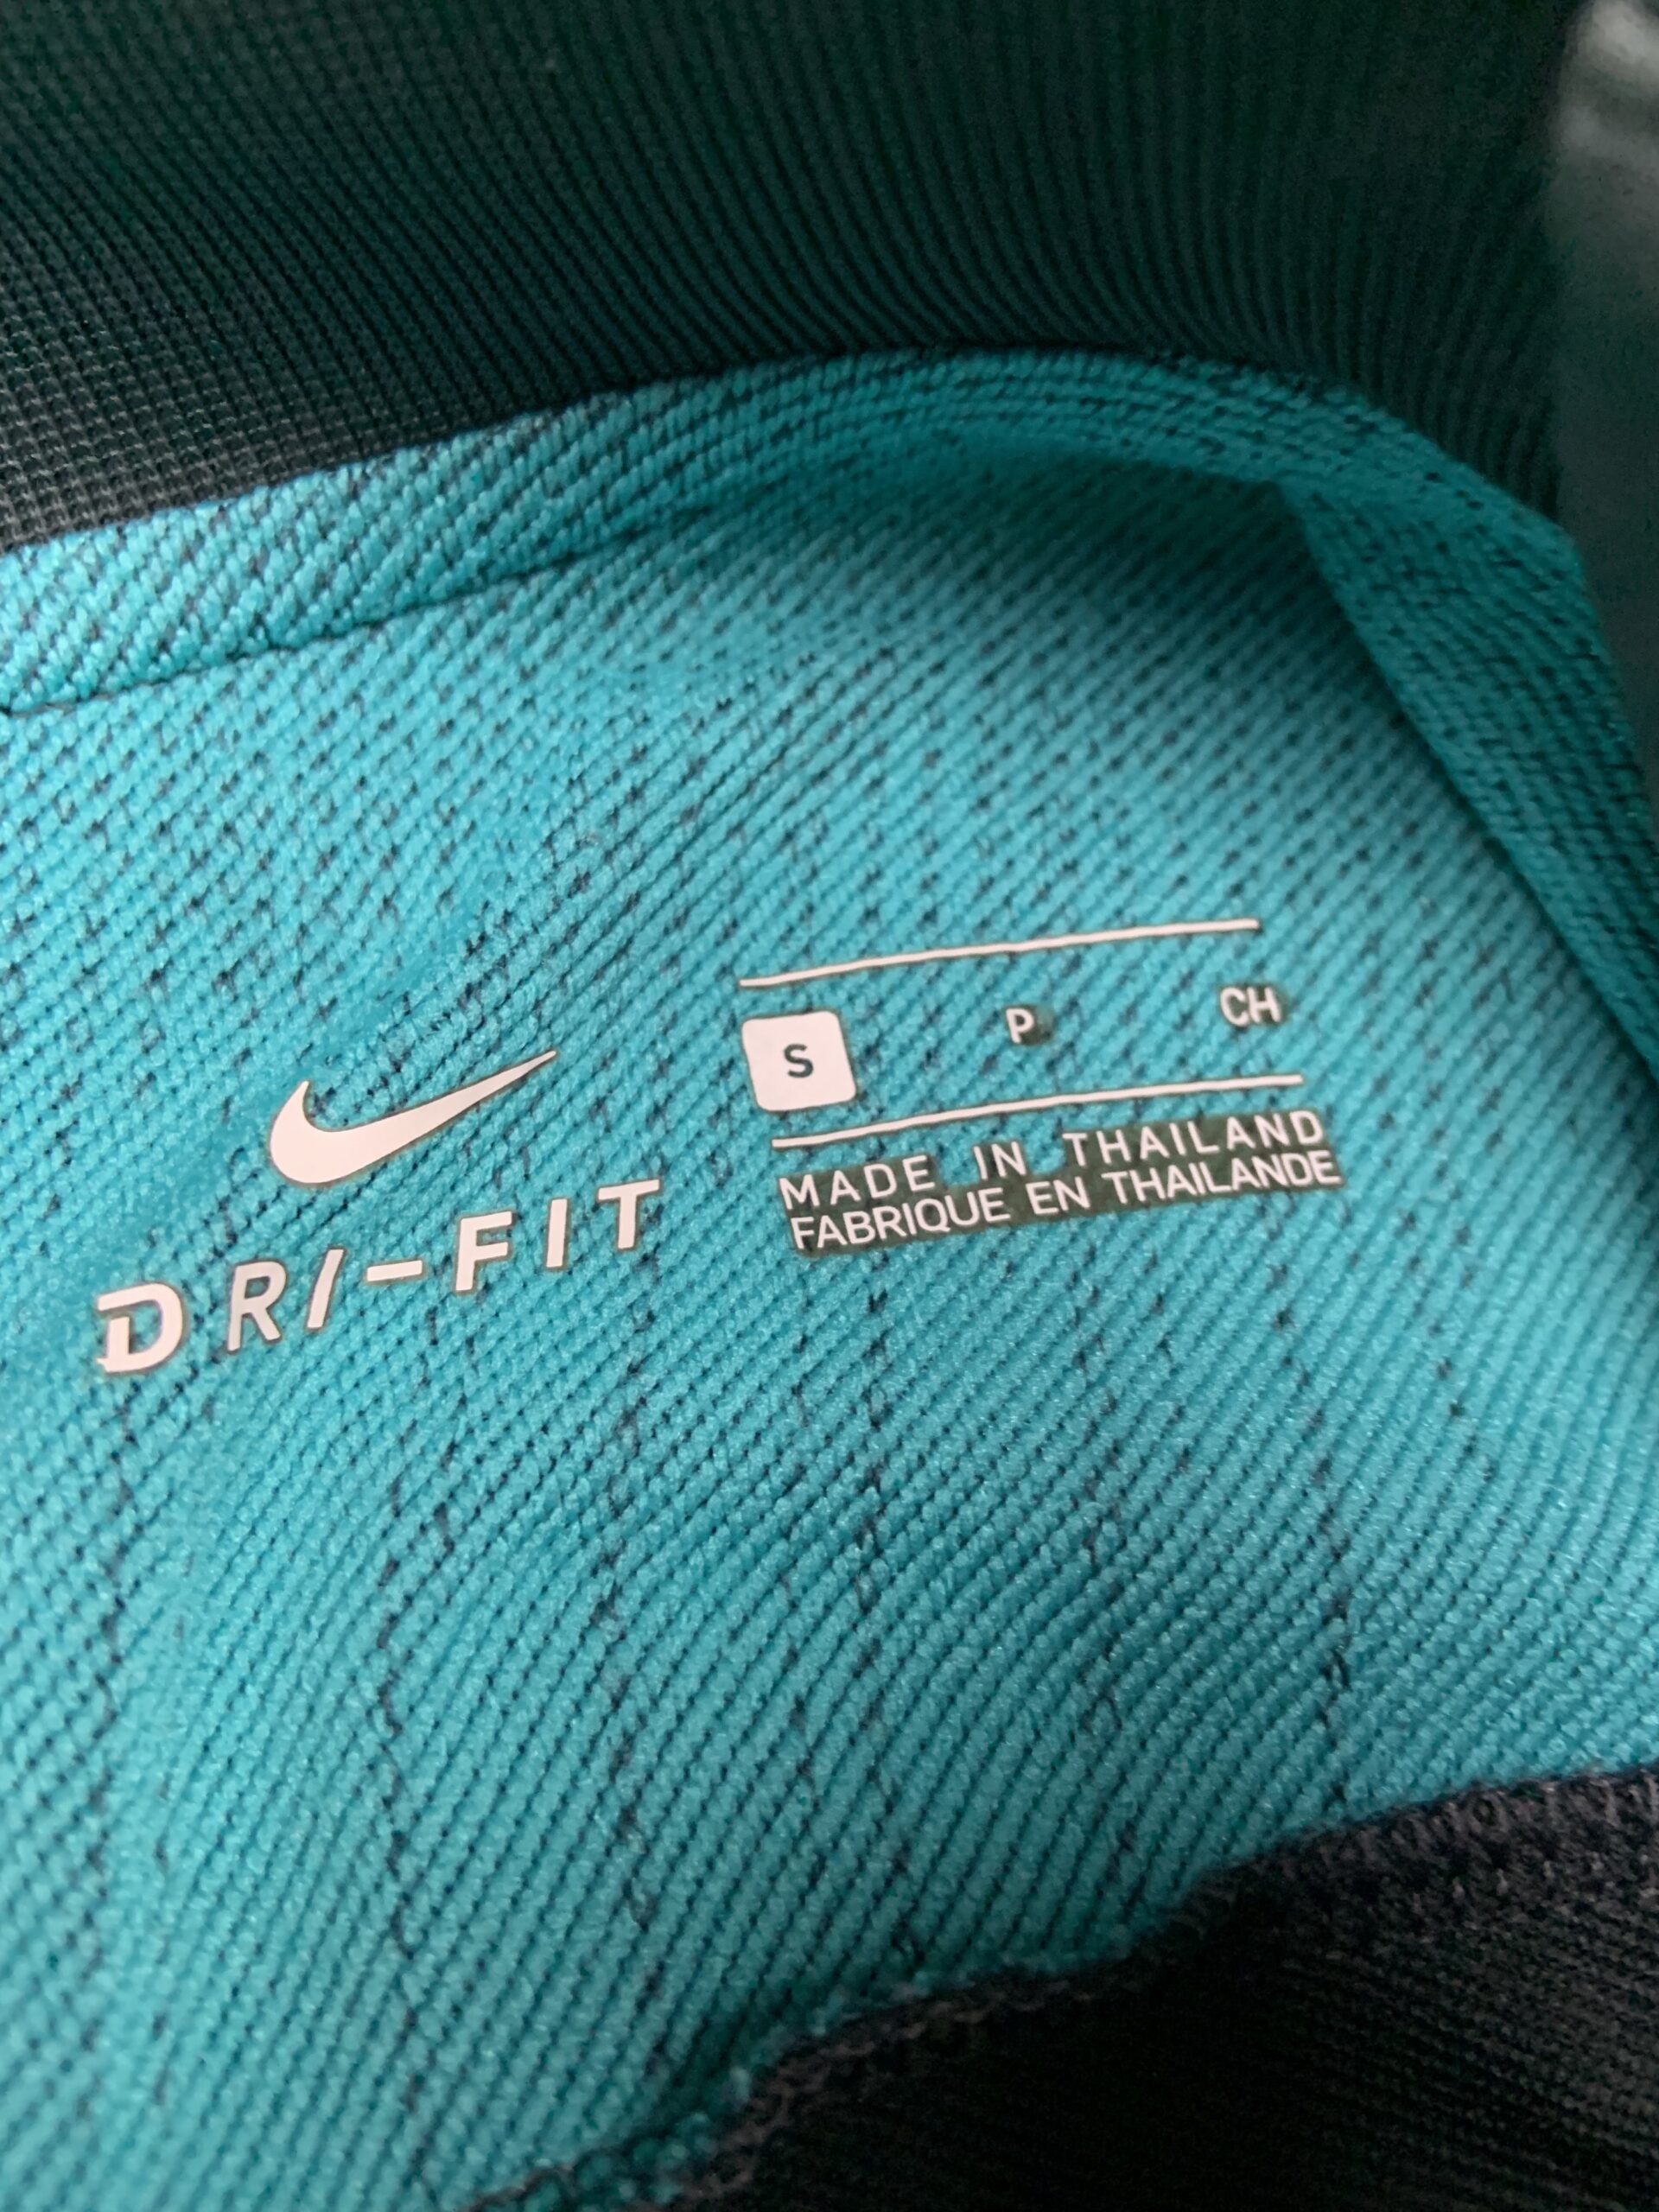 DRI-FIT
S P CH
MADE IN THAILAND
FABRIQUE EN THAILANDE